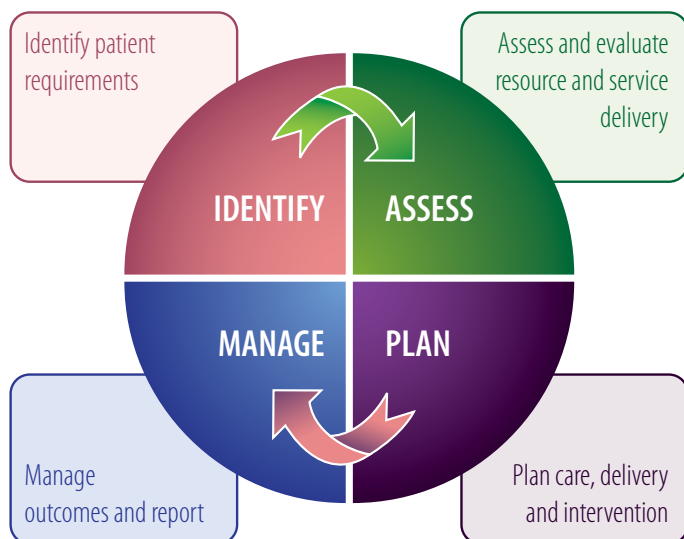 Identify patient
requirements
Assess and evaluate
resource and service
delivery
IDENTIFY
ASSESS
MANAGE
PLAN
Manage
outcomes and report
Plan care, delivery
and intervention